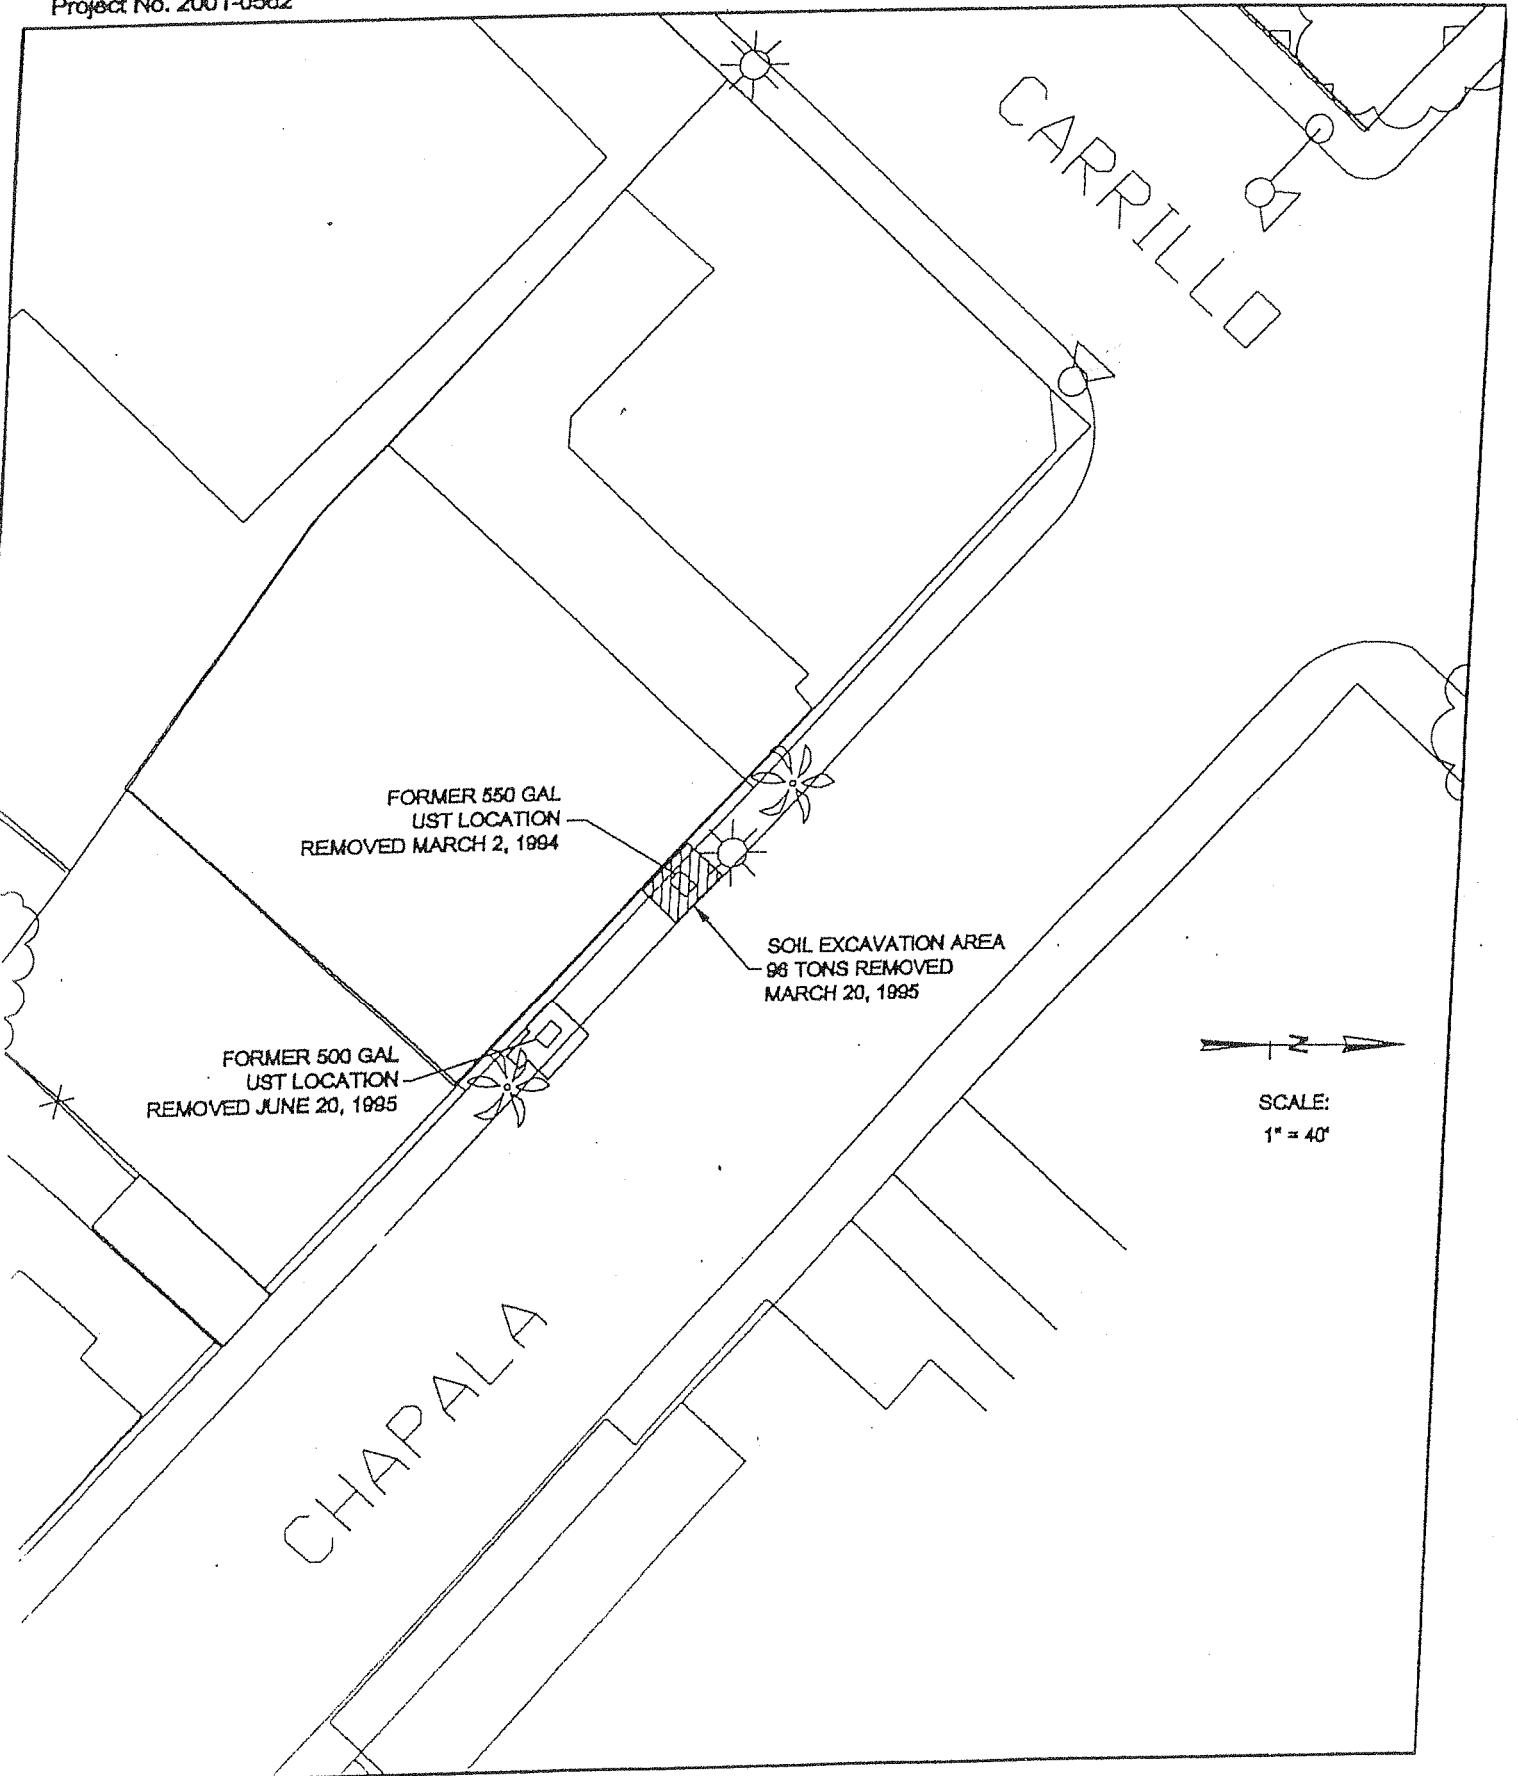 Project No. 2001-0562
CARRILLO
FORMER 550 GAL
UST LOCATION
REMOVED MARCH 2, 1994
SOIL EXCAVATION AREA
96 TONS REMOVED
MARCH 20, 1995
FORMER 500 GAL
UST LOCATION
REMOVED JUNE 20, 1995
N
SCALE:
1" = 40'
CHAPALA